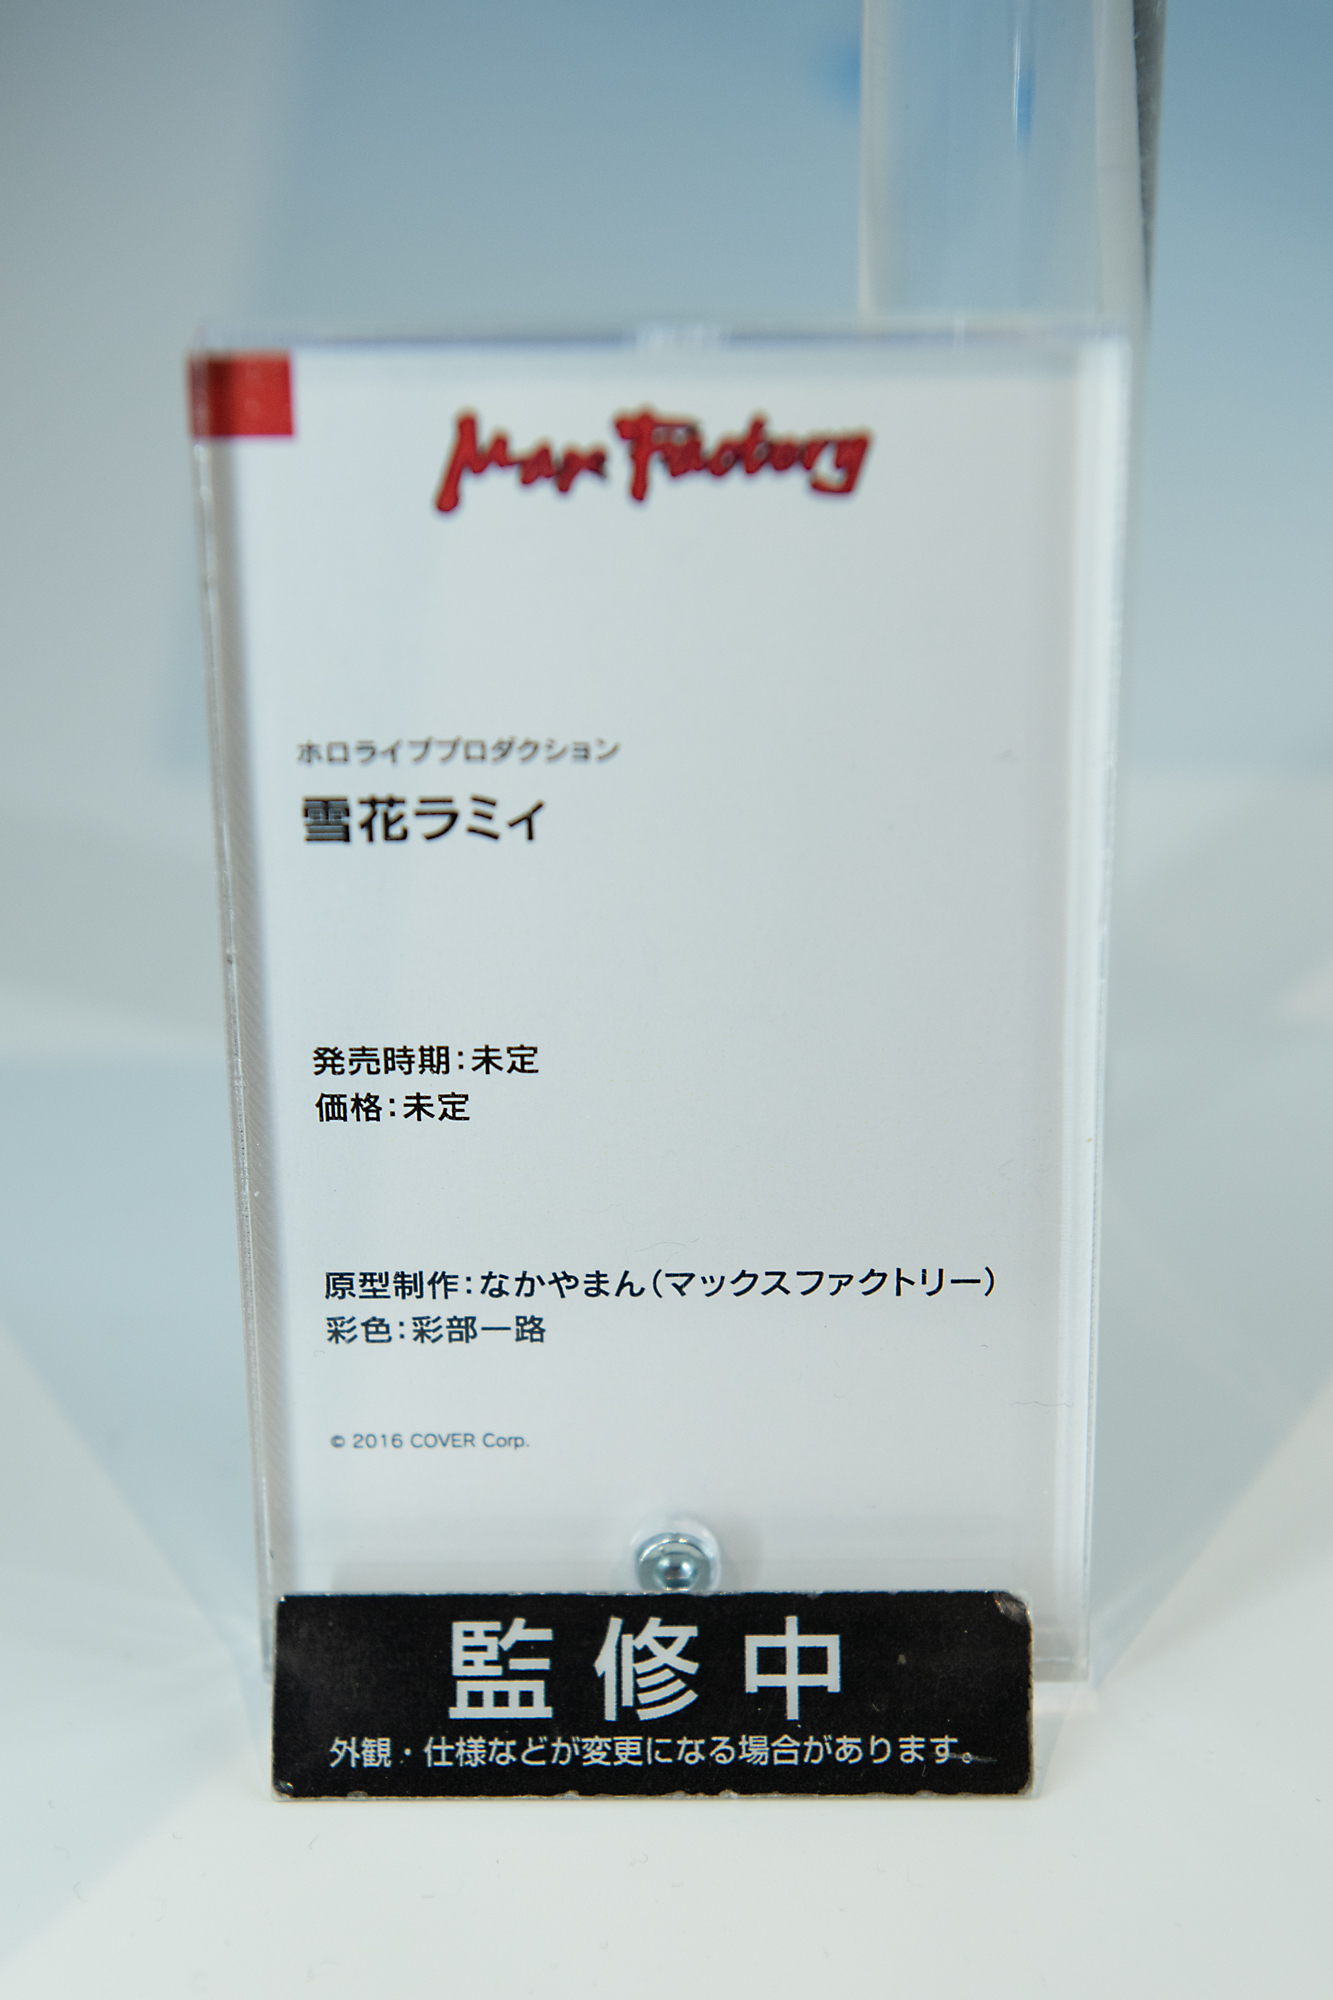 Max Factory
ホロライブプロダクション
雪花ラミィ
発売時期：未定
価格：未定
原型制作：なかやまん（マックスファクトリー）
彩色：彩部一路
© 2016 COVER Corp.
監修中
外観・仕様などが変更になる場合があります。